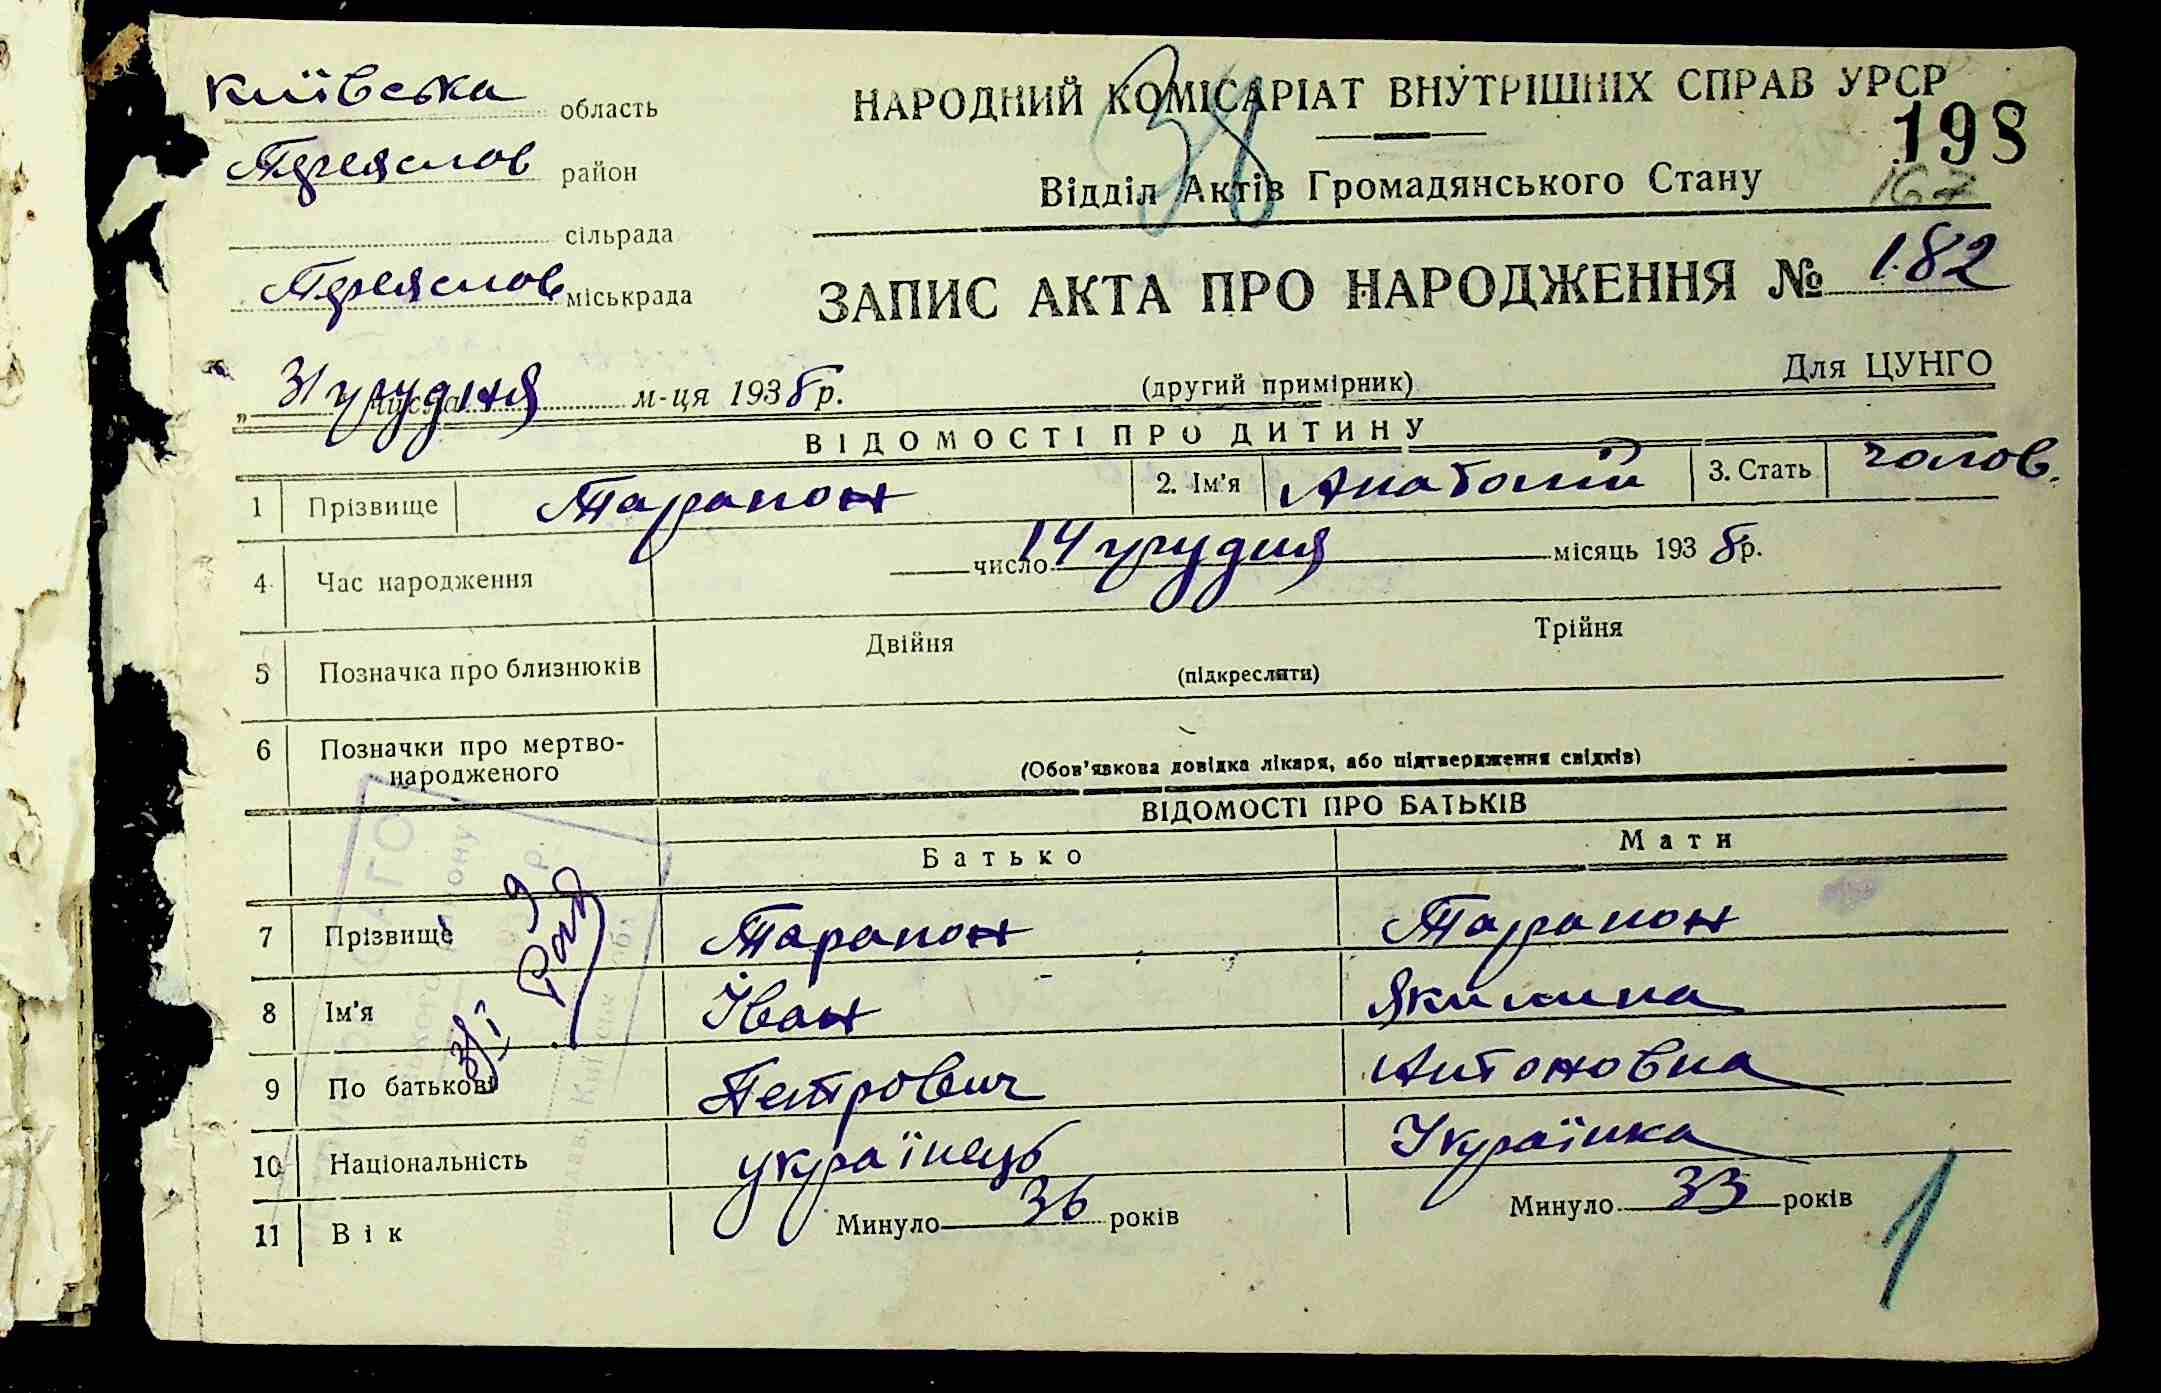 Київська область
Переяслов район
сільрада
Переяслов міськрада
НАРОДНИЙ КОМІСАРІАТ ВНУТРІШНІХ СПРАВ УРСР
38
198
167
Відділ Актів Громадянського Стану
ЗАПИС АКТА ПРО НАРОДЖЕННЯ № 182
„ 31 числа грудня м-ця 1938 р.
(другий примірник)
Для ЦУНГО
ВІДОМОСТІ ПРО ДИТИНУ
1 Прізвище Тарапон 2. Ім'я Анатолій 3. Стать чолов.
4 Час народження число 14 грудня місяць 1938 р.
5 Позначка про близнюків Двійня Трійня
(підкреслити)
6 Позначки про мертво-
народженого
(Обов'язкова довідка лікаря, або підтвердження свідків)
ВІДОМОСТІ ПРО БАТЬКІВ
Батько Мати
7 Прізвище Тарапон Тарапон
8 Ім'я Іван Якилина
9 По батькові Петрович Антоновна
10 Національність українець Українка
11 Вік Минуло 36 років Минуло 33 років
1